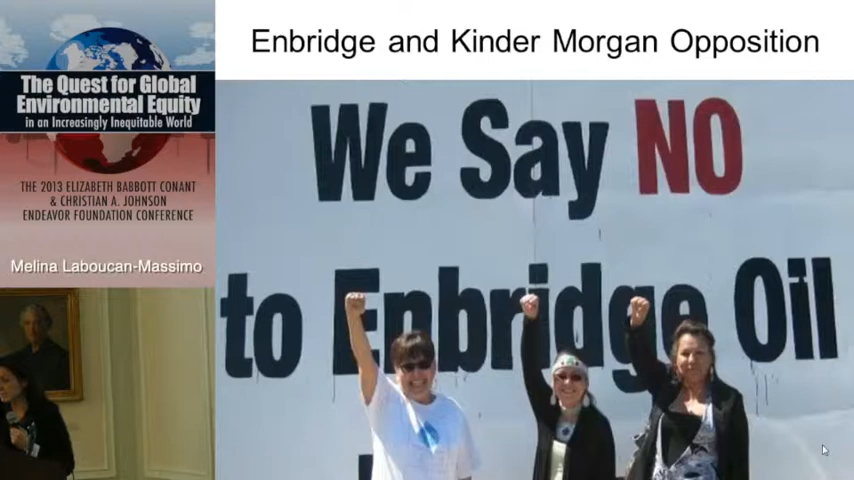 Enbridge and Kinder Morgan Opposition
The Quest for Global
Environmental Equity
in an Increasingly Inequitable World
THE 2013 ELIZABETH BABBOTT CONANT
& CHRISTIAN A. JOHNSON
ENDEAVOR FOUNDATION CONFERENCE
Melina Laboucan-Massimo
We Say NO
to Enbridge Oil